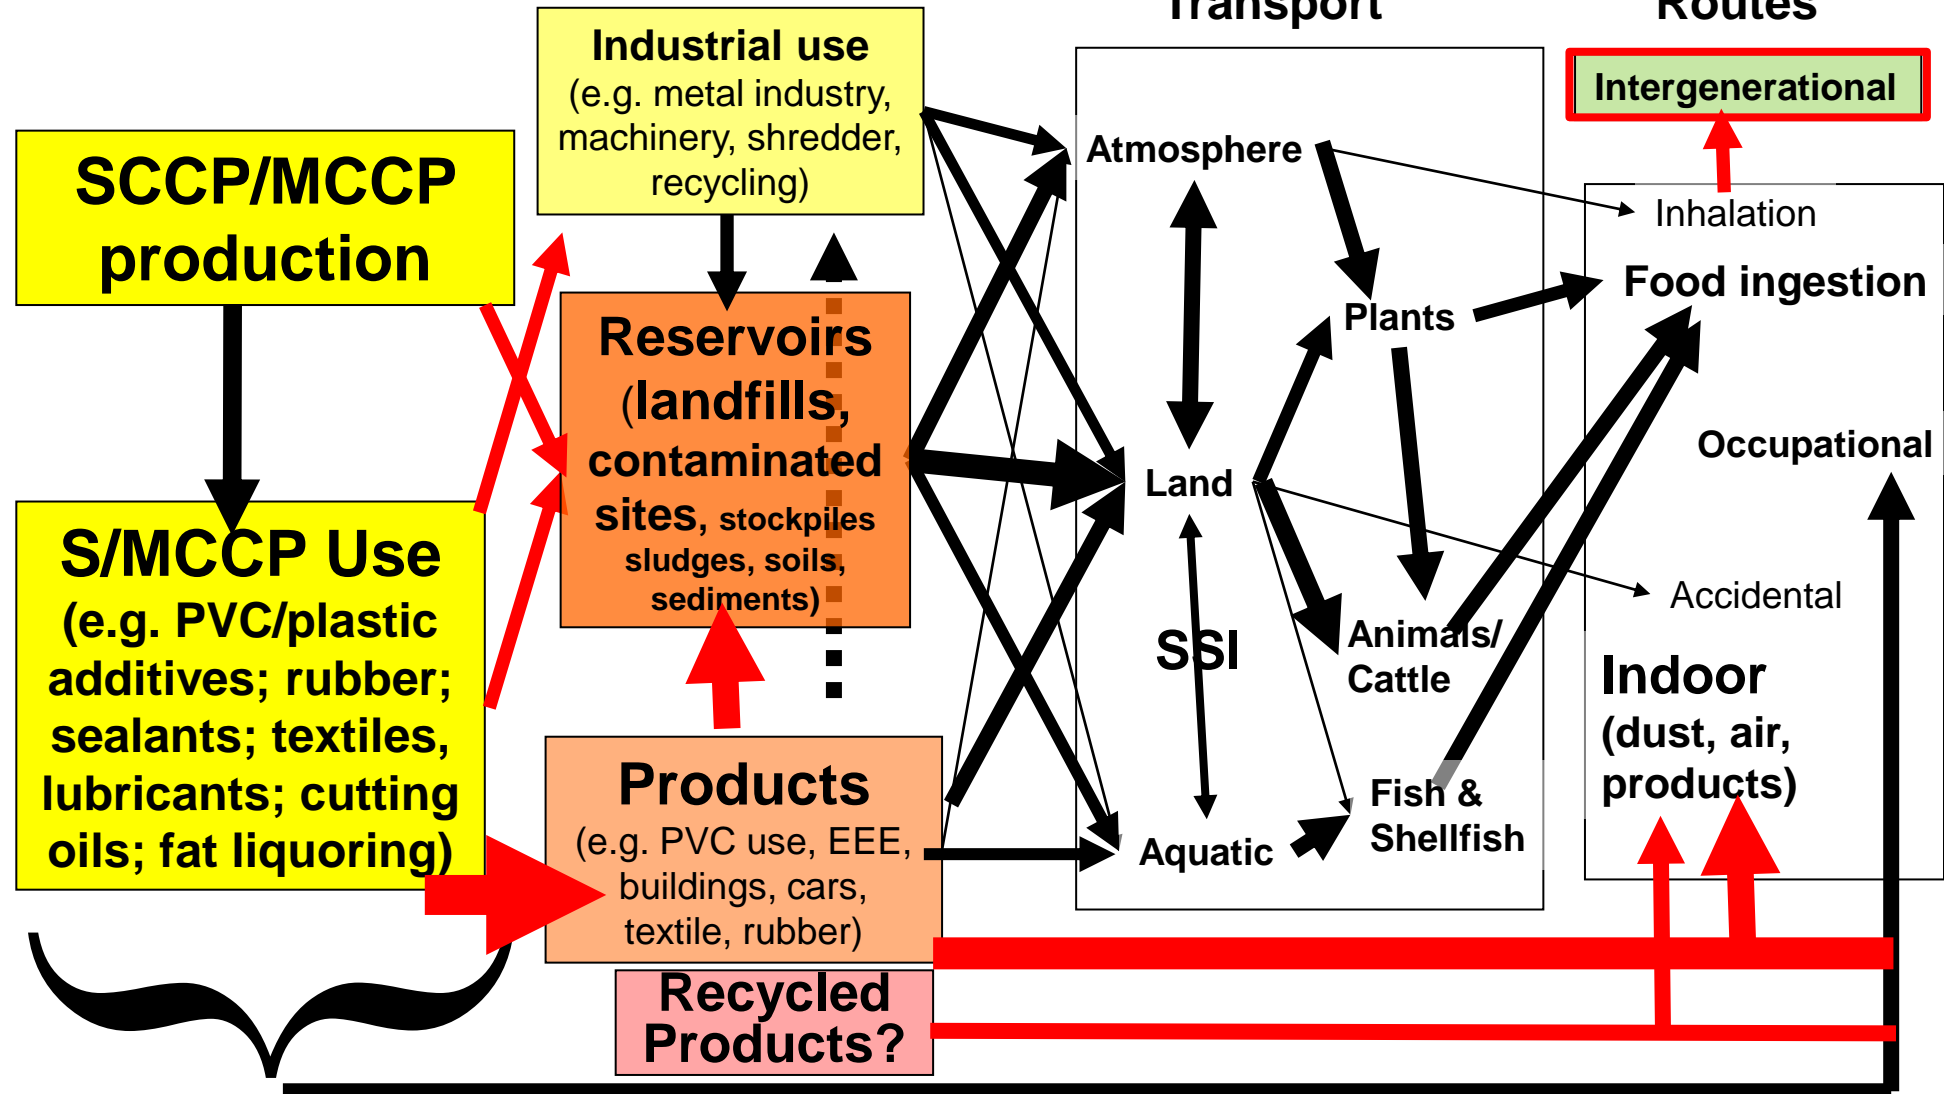 Transport
Routes
SCCP/MCCP
production
S/MCCP Use
(e.g. PVC/plastic
additives; rubber;
sealants; textiles,
lubricants; cutting
oils; fat liquoring)
Industrial use
(e.g. metal industry,
machinery, shredder,
recycling)
Reservoirs
(landfills,
contaminated
sites, stockpiles
sludges, soils,
sediments)
Products
(e.g. PVC use, EEE,
buildings, cars,
textile, rubber)
Recycled
Products?
Atmosphere
Plants
Land
SSI
Animals/
Cattle
Fish &
Shellfish
Aquatic
Intergenerational
Inhalation
Food ingestion
Occupational
Accidental
Indoor
(dust, air,
products)